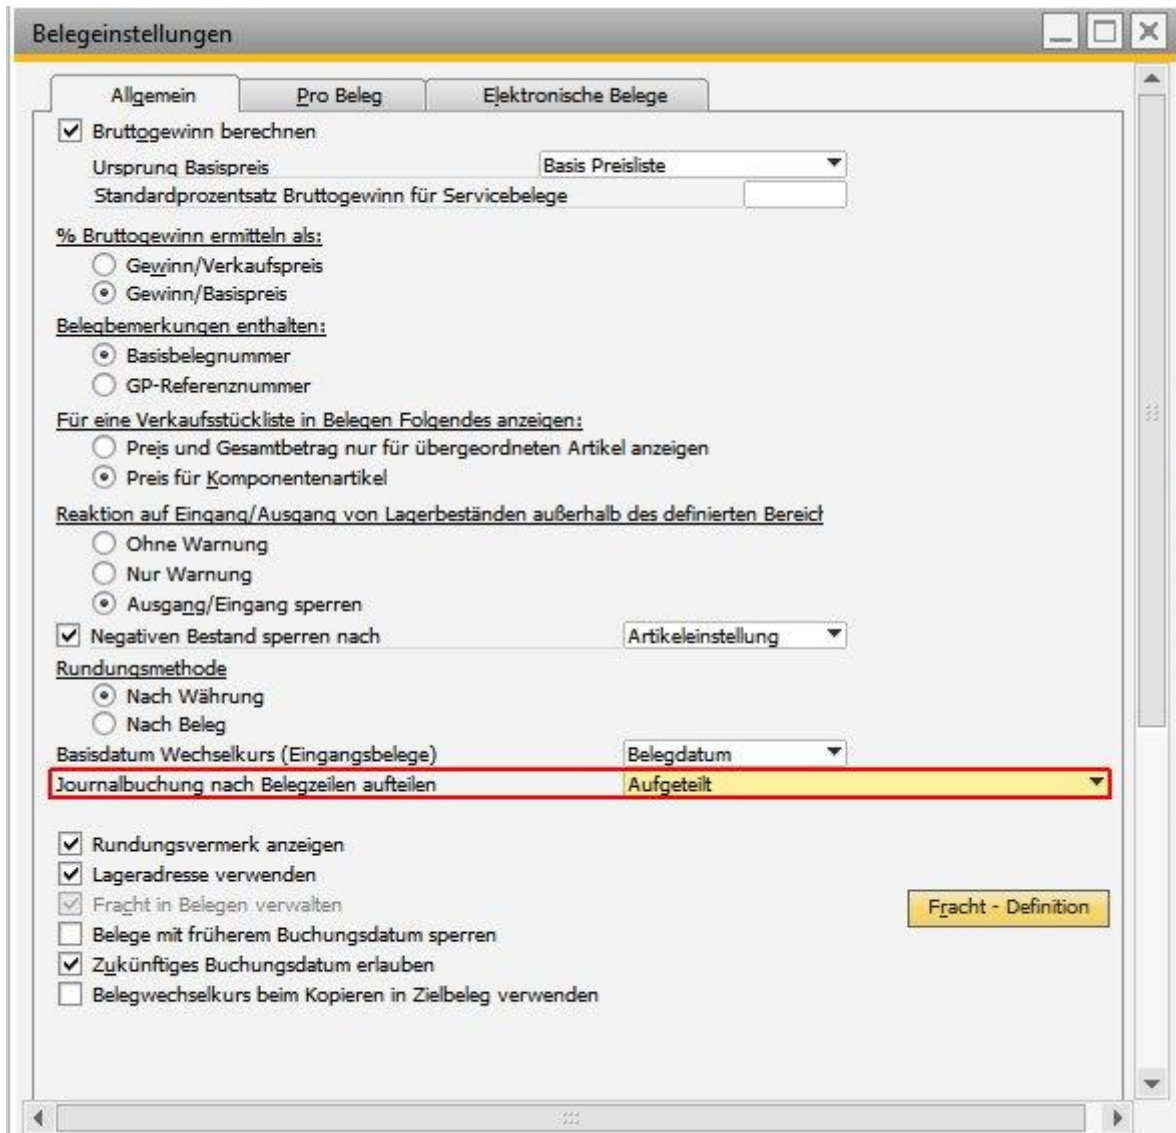 Belegeinstellungen
Allgemein Pro Beleg Elektronische Belege
Bruttogewinn berechnen
Ursprung Basispreis Basis Preisliste
Standardprozentsatz Bruttogewinn für Servicebelege
% Bruttogewinn ermitteln als:
Gewinn/Verkaufspreis
Gewinn/Basispreis
Belegbemerkungen enthalten:
Basisbelegnummer
GP-Referenznummer
Für eine Verkaufsstückliste in Belegen Folgendes anzeigen:
Preis und Gesamtbetrag nur für übergeordneten Artikel anzeigen
Preis für Komponentenartikel
Reaktion auf Eingang/Ausgang von Lagerbeständen außerhalb des definierten Bereich
Ohne Warnung
Nur Warnung
Ausgang/Eingang sperren
Negativen Bestand sperren nach Artikeleinstellung
Rundungsmethode
Nach Währung
Nach Beleg
Basisdatum Wechselkurs (Eingangsbelege) Belegdatum
Journalbuchung nach Belegzeilen aufteilen Aufgeteilt
Rundungsvermerk anzeigen
Lageradresse verwenden
Fracht in Belegen verwalten Fracht - Definition
Belege mit früherem Buchungsdatum sperren
Zukünftiges Buchungsdatum erlauben
Belegwechselkurs beim Kopieren in Zielbeleg verwenden